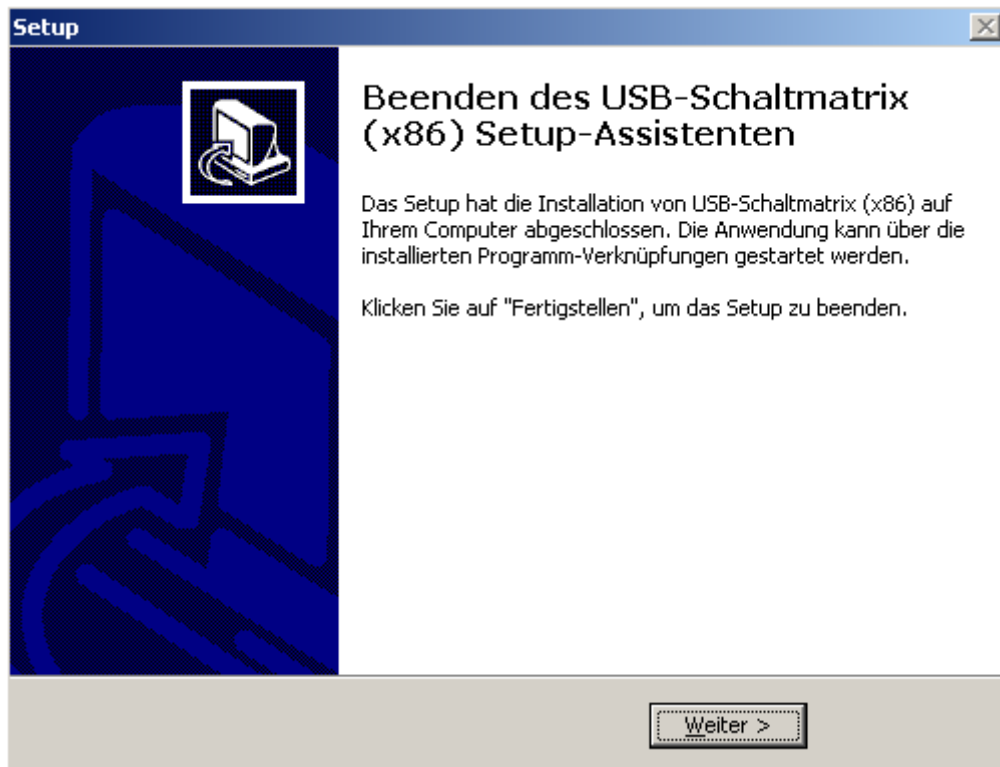 Setup
Beenden des USB-Schaltmatrix
(x86) Setup-Assistenten
Das Setup hat die Installation von USB-Schaltmatrix (x86) auf
Ihrem Computer abgeschlossen. Die Anwendung kann über die
installierten Programm-Verknüpfungen gestartet werden.
Klicken Sie auf "Fertigstellen", um das Setup zu beenden.
Weiter >